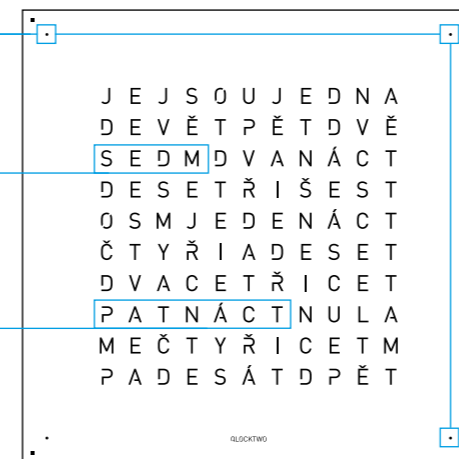 J E J S O U J E D N A
D E V Ě T P Ě T D V Ě
S E D M D V A N Á C T
D E S E T Ř I Š E S T
O S M J E D E N Á C T
Č T Y Ř I A D E S E T
D V A C E T Ř I C E T
P A T N Á C T N U L A
M E Č T Y Ř I C E T M
P A D E S Á T D P Ě T
QLOCKTWO